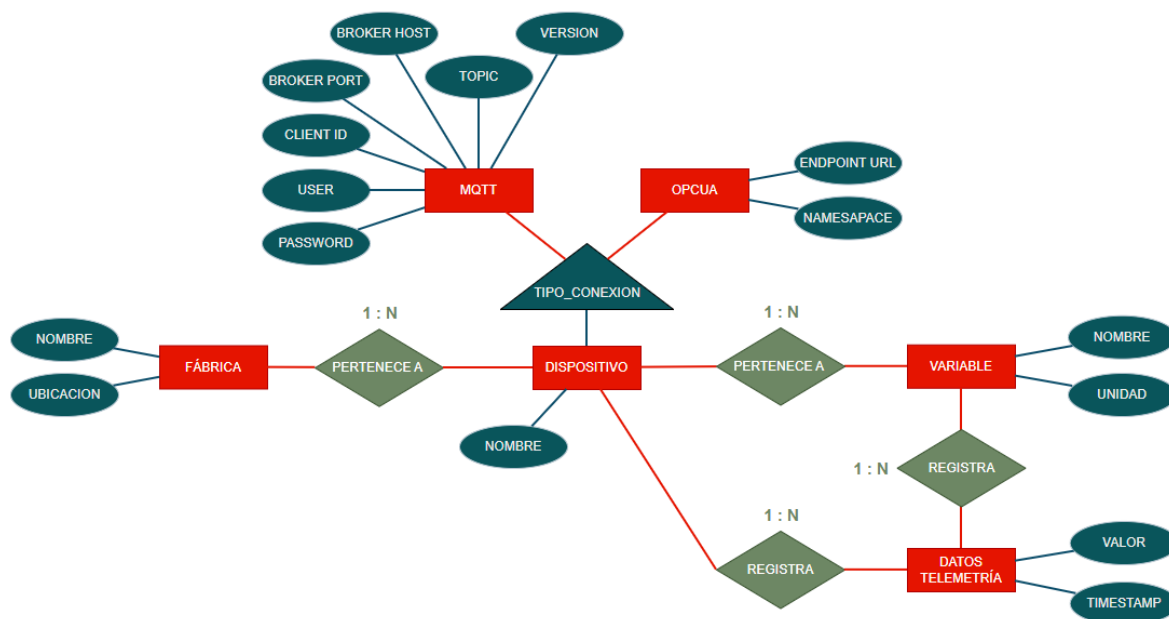 BROKER HOST
VERSION
BROKER PORT
TOPIC
CLIENT ID
ENDPOINT URL
USER
MQTT
OPCUA
NAMESAPACE
PASSWORD
TIPO_CONEXION
1 : N
1 : N
NOMBRE
NOMBRE
FÁBRICA
PERTENECE A
DISPOSITIVO
PERTENECE A
VARIABLE
UBICACION
UNIDAD
NOMBRE
1 : N
REGISTRA
1 : N
VALOR
REGISTRA
DATOS
TELEMETRÍA
TIMESTAMP